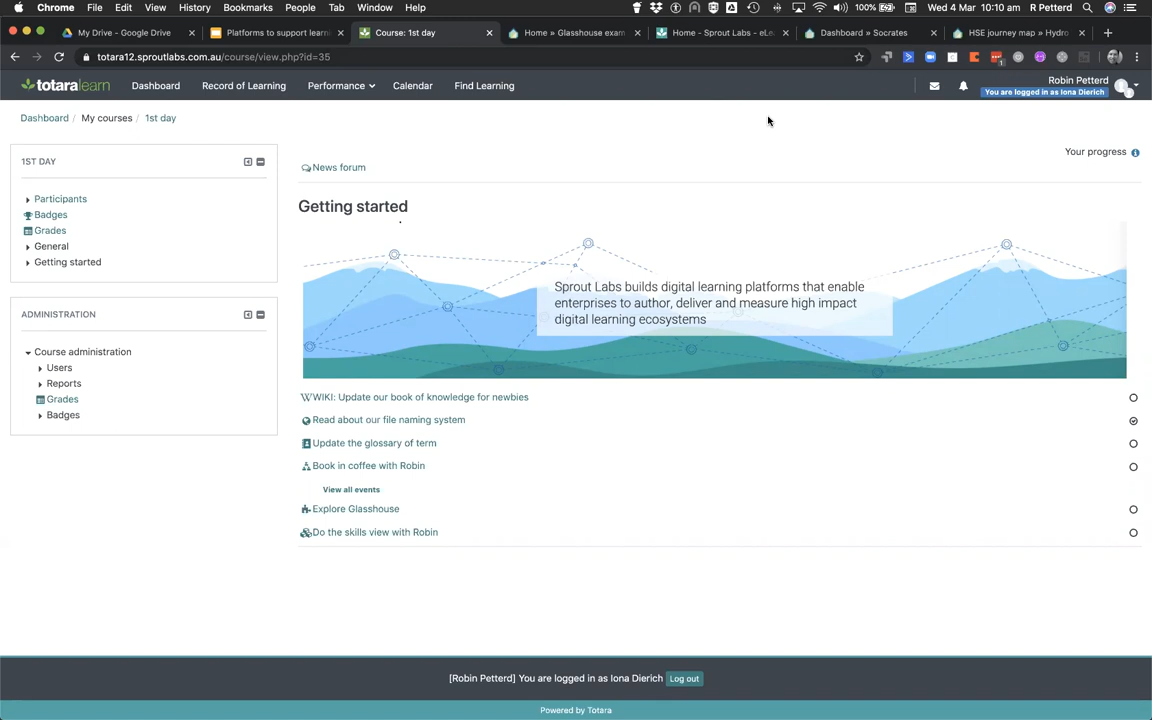 Chrome File Edit View History Bookmarks People Tab Window Help 100% Wed 4 Mar 10:10 am R Petterd
My Drive - Google Drive Platforms to support learni Course: 1st day Home » Glasshouse exam Home - Sprout Labs - eLe Dashboard » Socrates HSE journey map » Hydro
totara12.sproutlabs.com.au/course/view.php?id=35
totaralearn Dashboard Record of Learning Performance Calendar Find Learning
Robin Petterd
You are logged in as Iona Dierich
Dashboard / My courses / 1st day
Your progress
1ST DAY
Participants
Badges
Grades
General
Getting started
ADMINISTRATION
Course administration
Users
Reports
Grades
Badges
News forum
Getting started
Sprout Labs builds digital learning platforms that enable
enterprises to author, deliver and measure high impact
digital learning ecosystems
WIKI: Update our book of knowledge for newbies
Read about our file naming system
Update the glossary of term
Book in coffee with Robin
View all events
Explore Glasshouse
Do the skills view with Robin
[Robin Petterd] You are logged in as Iona Dierich Log out
Powered by Totara